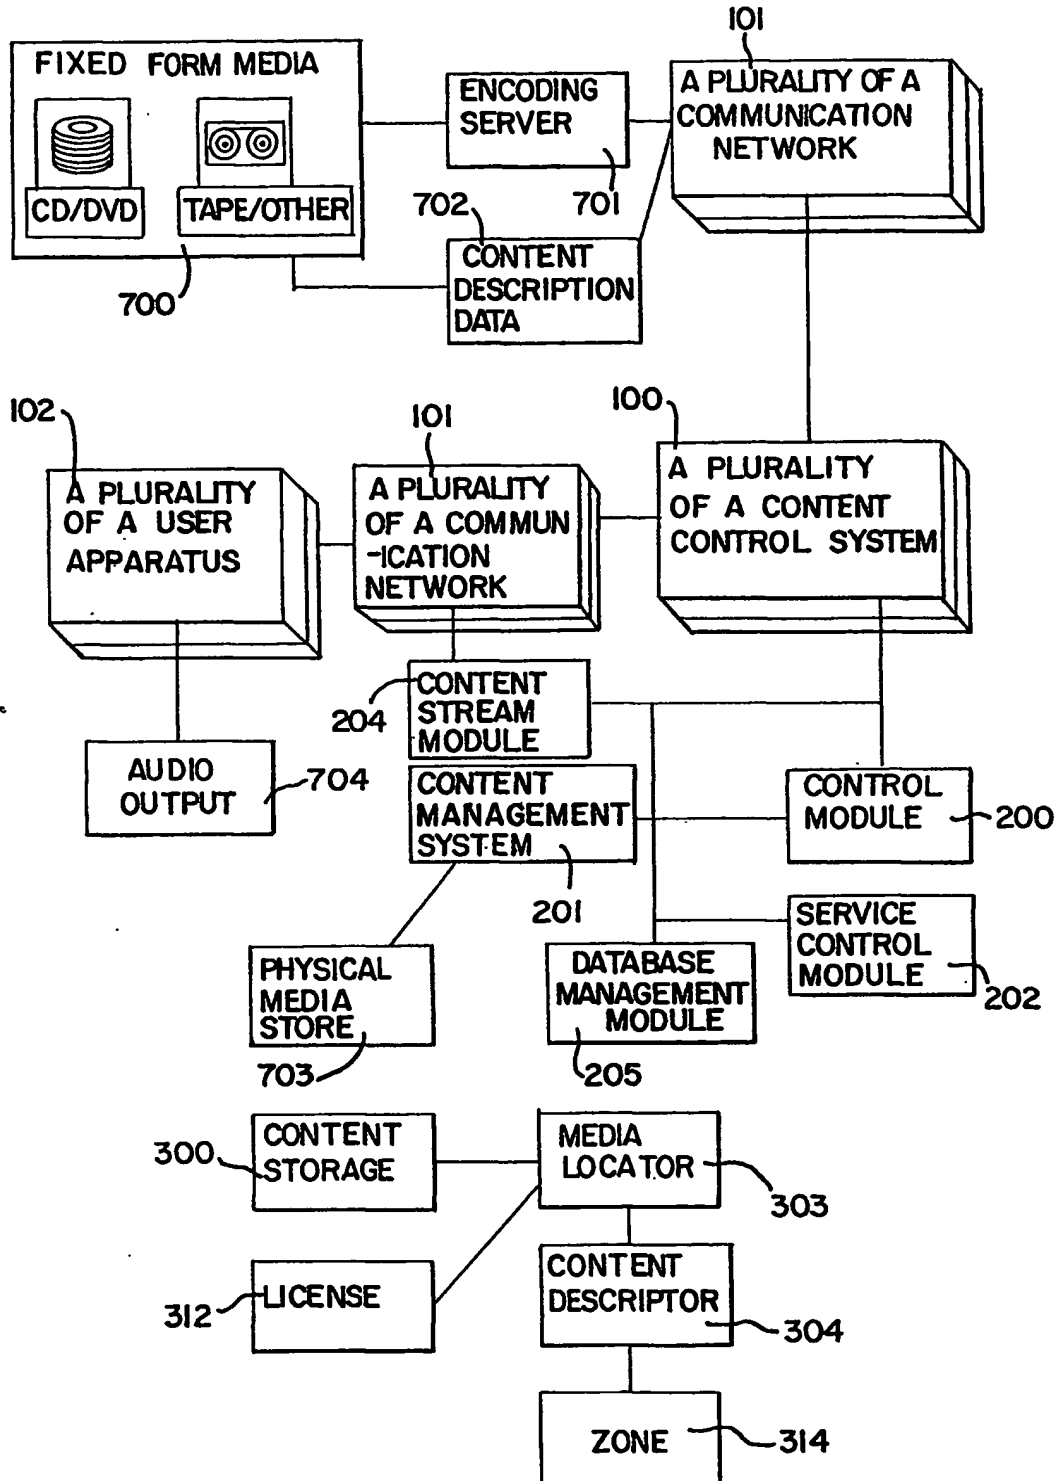 101
FIXED FORM MEDIA
CD/DVD
TAPE/OTHER
700
ENCODING
SERVER
701
A PLURALITY OF A
COMMUNICATION
NETWORK
702
CONTENT
DESCRIPTION
DATA
102
A PLURALITY
OF A USER
APPARATUS
101
A PLURALITY
OF A COMMUN
-ICATION
NETWORK
100
A PLURALITY
OF A CONTENT
CONTROL SYSTEM
204
CONTENT
STREAM
MODULE
AUDIO
OUTPUT
704
CONTENT
MANAGEMENT
SYSTEM
201
CONTROL
MODULE
200
SERVICE
CONTROL
MODULE
202
PHYSICAL
MEDIA
STORE
703
DATABASE
MANAGEMENT
MODULE
205
300
CONTENT
STORAGE
MEDIA
LOCATOR
303
312
LICENSE
CONTENT
DESCRIPTOR
304
ZONE
314